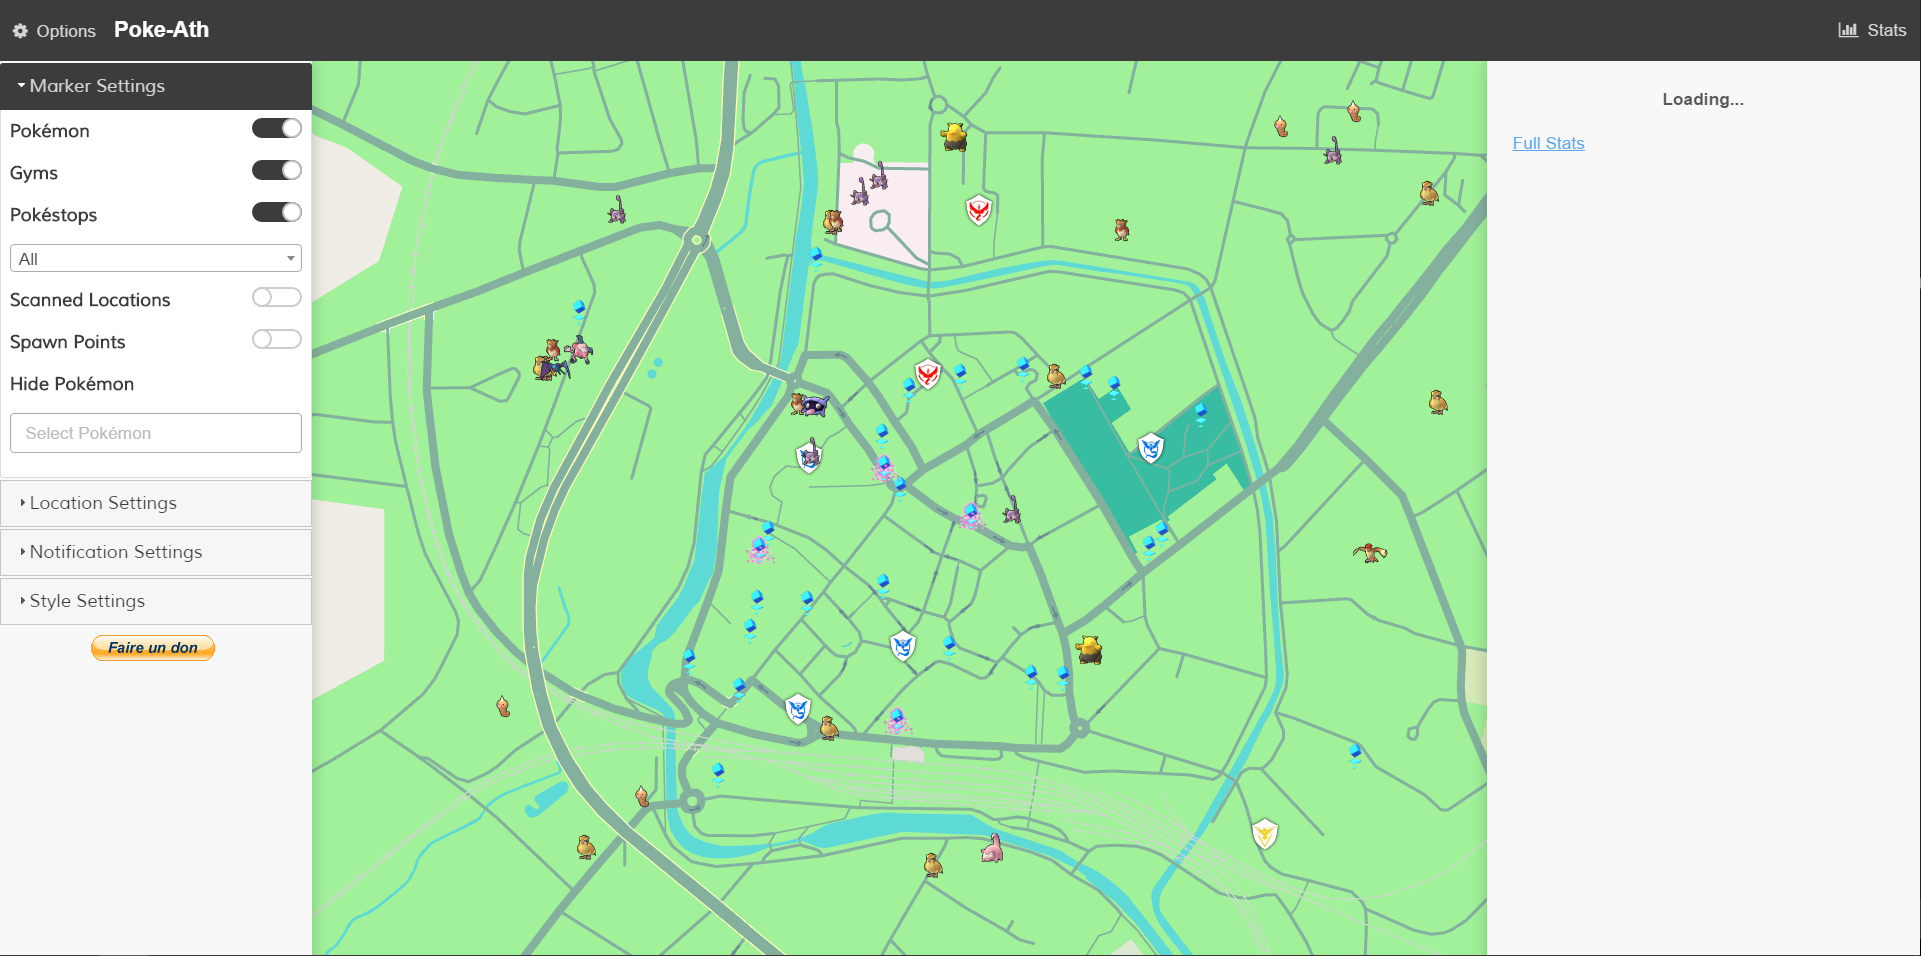 Options Poke-Ath
Stats
Marker Settings
Pokémon
Gyms
Pokéstops
All
Scanned Locations
Spawn Points
Hide Pokémon
Select Pokémon
Location Settings
Notification Settings
Style Settings
Faire un don
Loading...
Full Stats